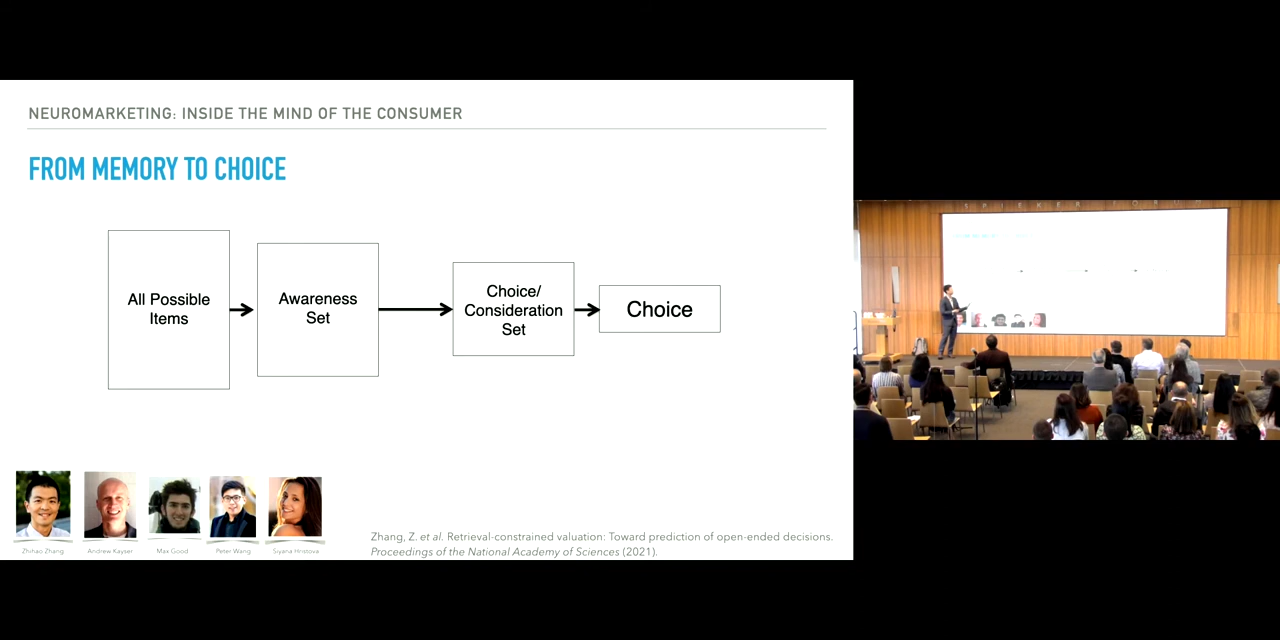 NEUROMARKETING: INSIDE THE MIND OF THE CONSUMER
FROM MEMORY TO CHOICE
All Possible
Items
Awareness
Set
Choice/
Consideration
Set
Choice
Zhihao Zhang
Andrew Kayser
Max Good
Peter Wang
Siyana Hristova
Zhang, Z. et al. Retrieval-constrained valuation: Toward prediction of open-ended decisions.
Proceedings of the National Academy of Sciences (2021).
SPIEKER FORUM